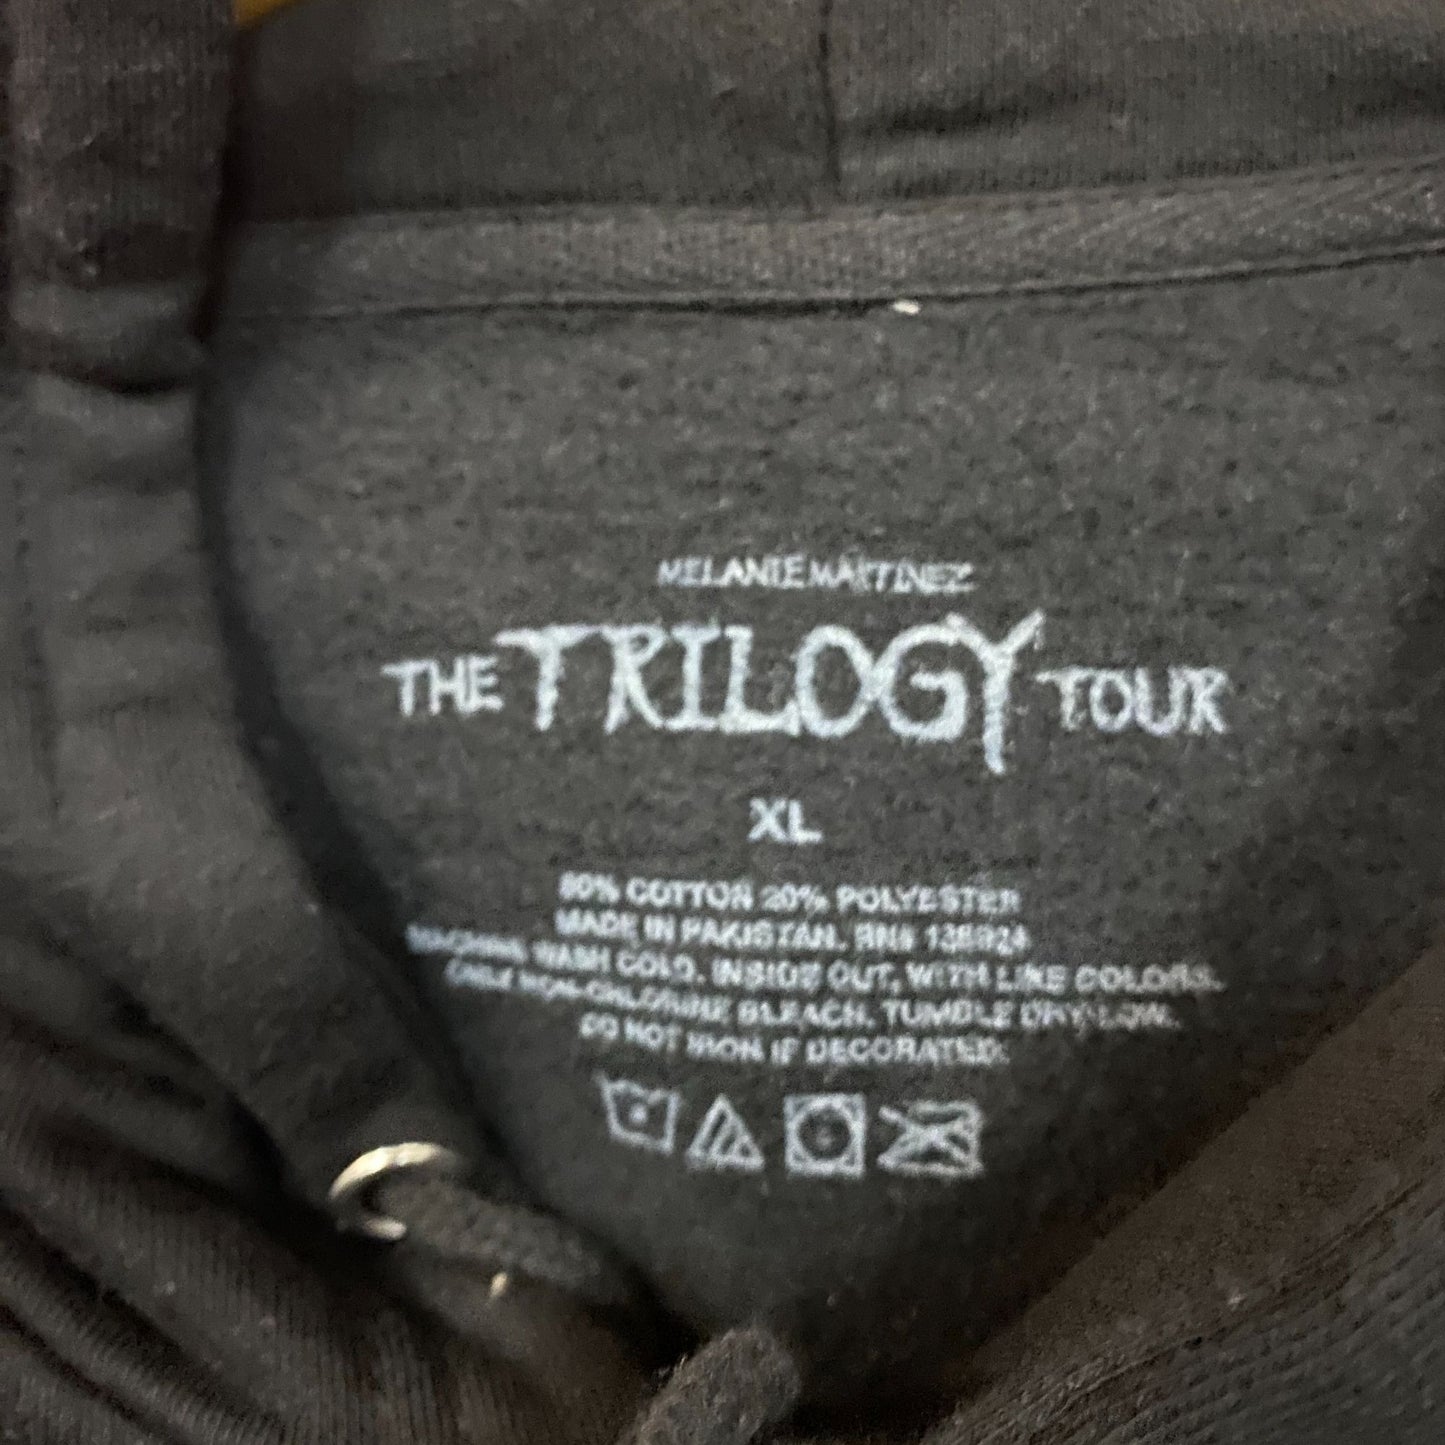 MELANIE MARTINEZ
THE TRILOGY TOUR
XL
80% COTTON 20% POLYESTER
MADE IN PAKISTAN. RN#
MACHINE WASH COLD, INSIDE OUT, WITH LIKE COLORS.
ONLY NON-CHLORINE BLEACH. TUMBLE DRY LOW.
DO NOT IRON IF DECORATED.